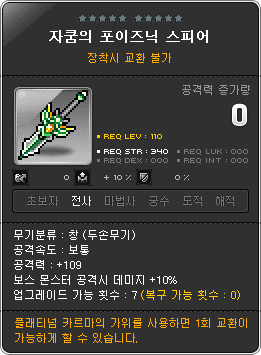 자쿰의 포이즈닉 스피어
장착시 교환 불가
공격력 증가량
0
REQ LEV : 110
REQ STR : 340 REQ LUK : 000
REQ DEX : 000 REQ INT : 000
0 + 10 % 0
초보자 전사 마법사 궁수 도적 해적
무기분류 : 창 (두손무기)
공격속도 : 보통
공격력 : +109
보스 몬스터 공격시 데미지 +10%
업그레이드 가능 횟수 : 7 (복구 가능 횟수 : 0)
플래티넘 카르마의 가위를 사용하면 1회 교환이
가능하게 할 수 있습니다.